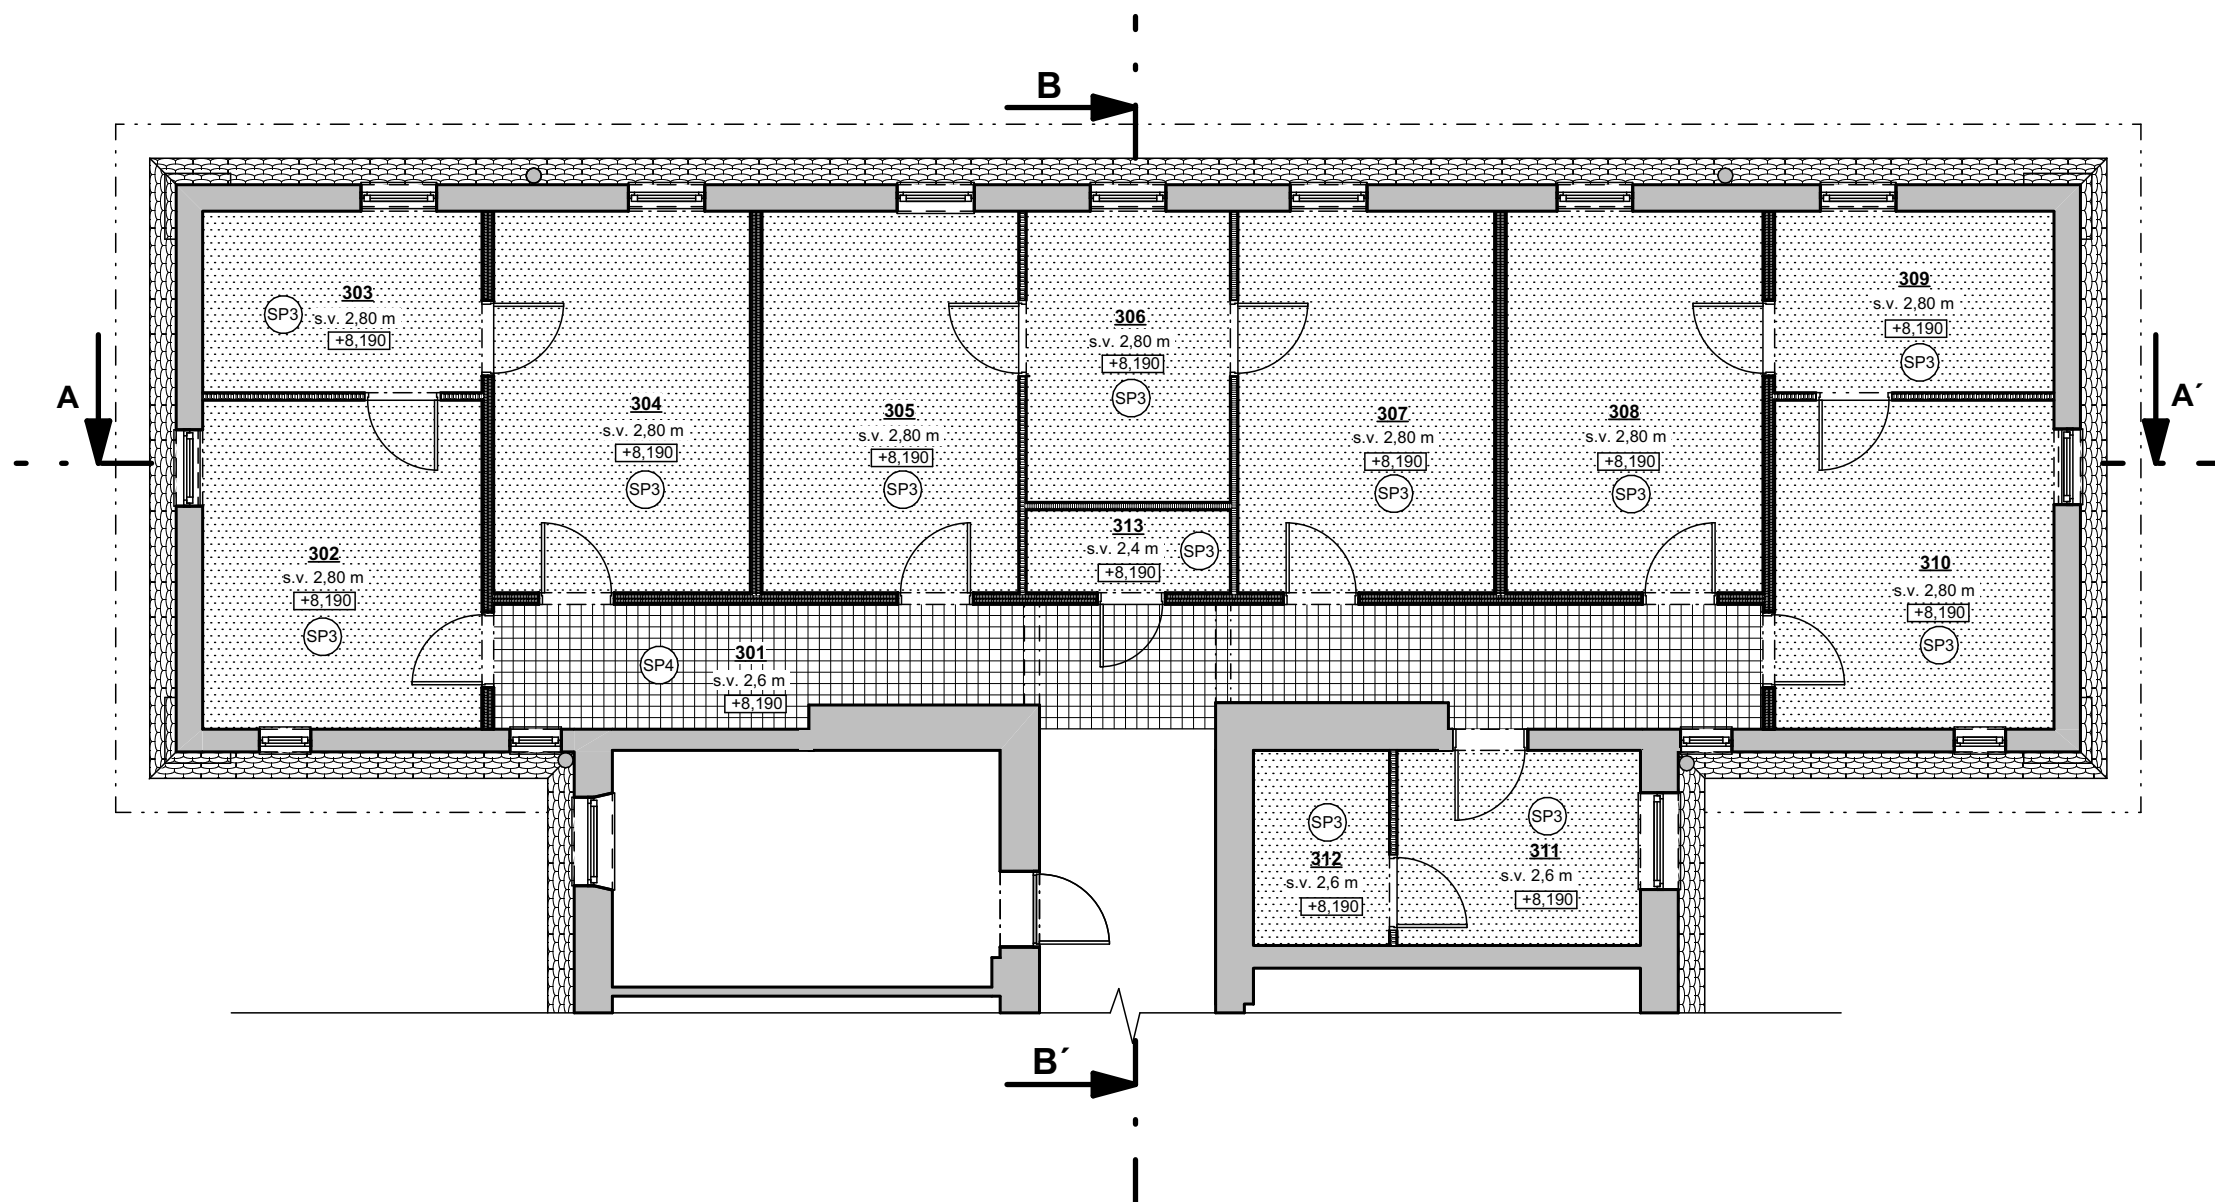 B
303
SP3
s.v. 2,80 m
+8,190
309
s.v. 2,80 m
+8,190
SP3
306
s.v. 2,80 m
+8,190
SP3
A
A´
304
s.v. 2,80 m
+8,190
SP3
305
s.v. 2,80 m
+8,190
SP3
307
s.v. 2,80 m
+8,190
SP3
308
s.v. 2,80 m
+8,190
SP3
313
s.v. 2,4 m
SP3
+8,190
302
s.v. 2,80 m
+8,190
SP3
310
s.v. 2,80 m
+8,190
SP3
301
SP4
s.v. 2,6 m
+8,190
SP3
312
s.v. 2,6 m
+8,190
SP3
311
s.v. 2,6 m
+8,190
B´